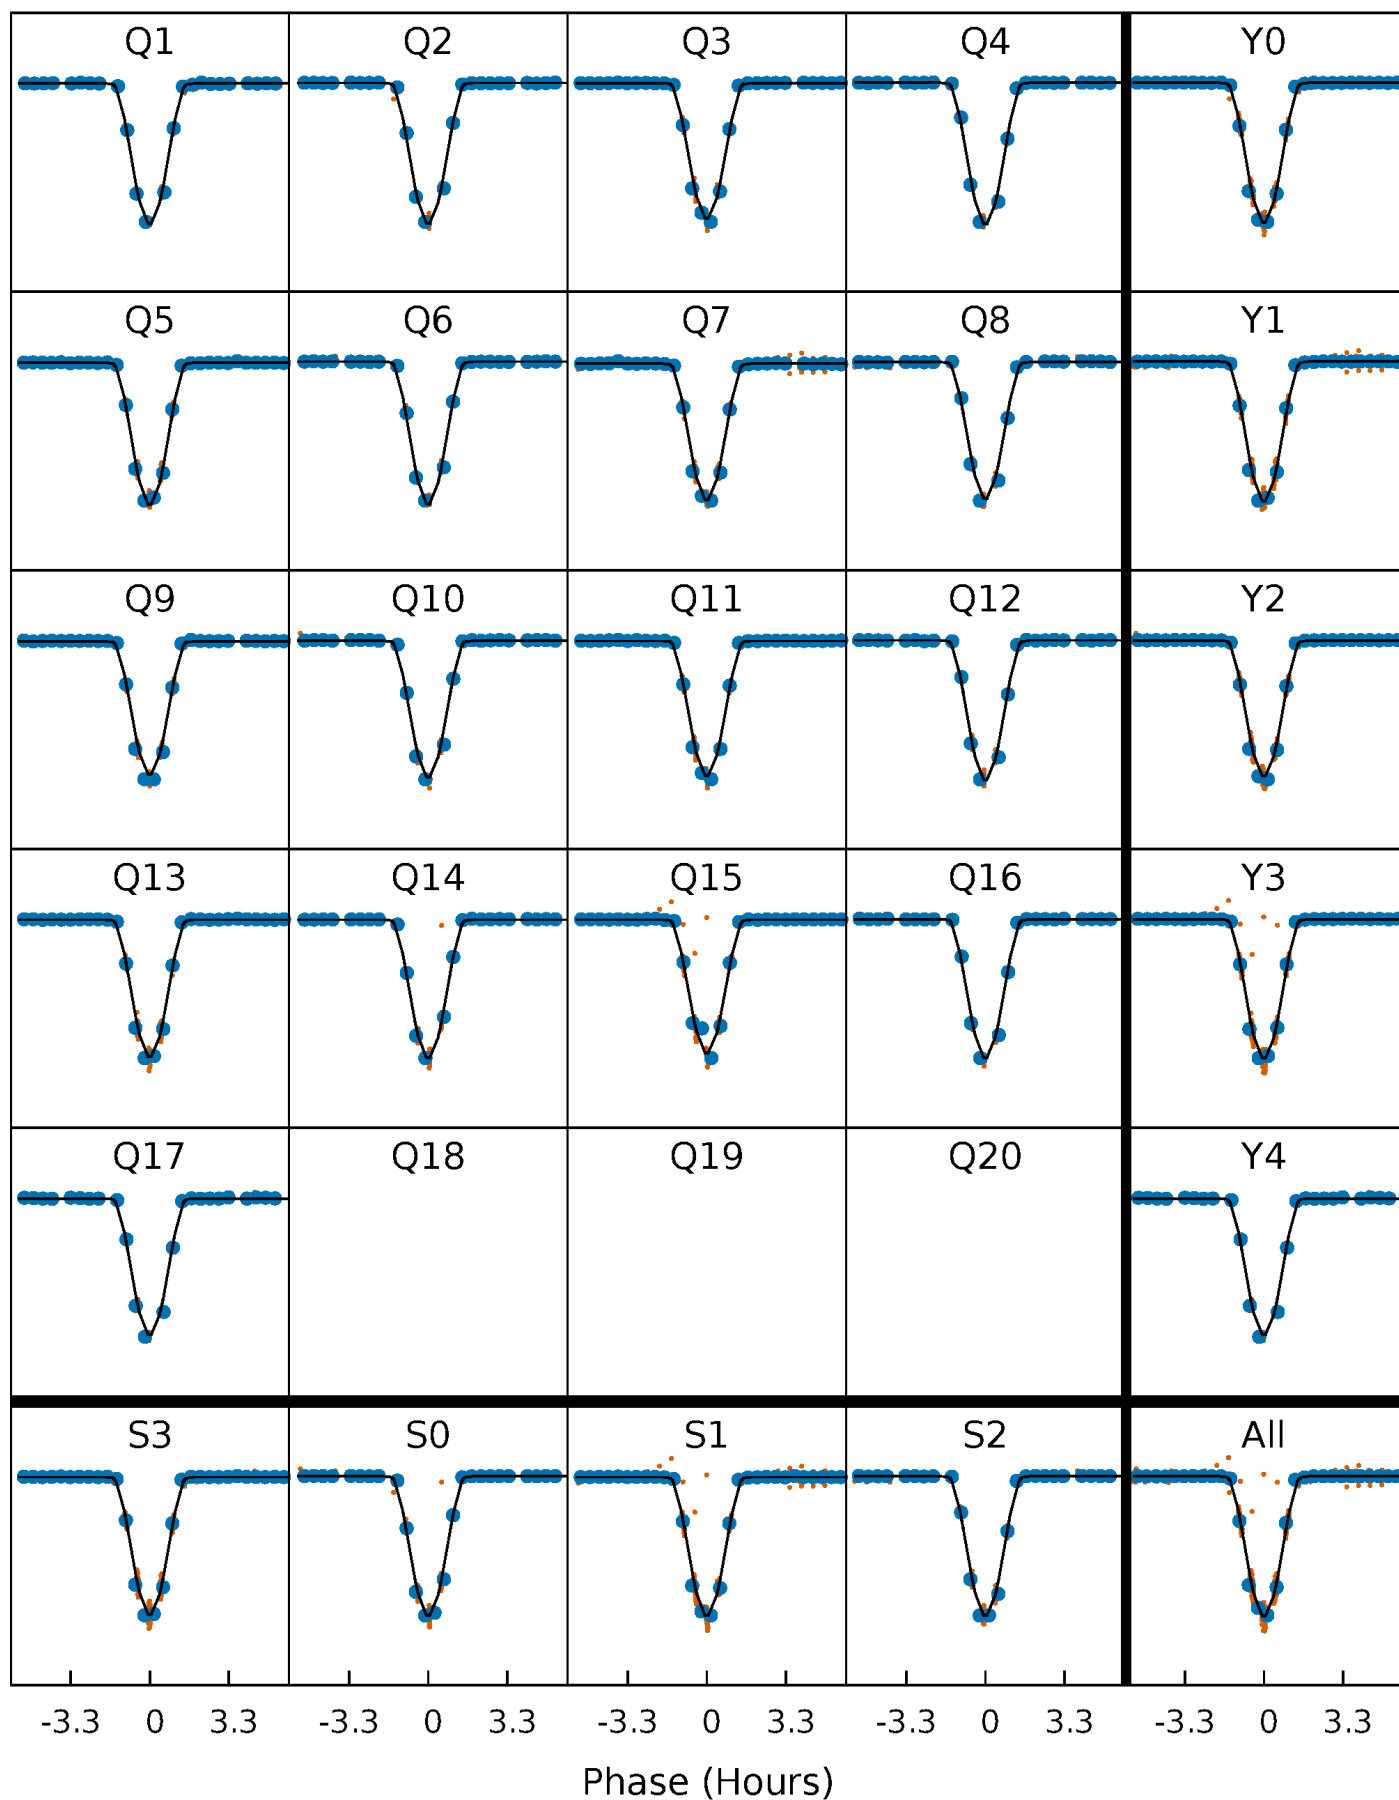 Q1 Q2 Q3 Q4 Y0
Q5 Q6 Q7 Q8 Y1
Q9 Q10 Q11 Q12 Y2
Q13 Q14 Q15 Q16 Y3
Q17 Q18 Q19 Q20 Y4
S3 S0 S1 S2 All
-3.3 0 3.3 -3.3 0 3.3 -3.3 0 3.3 -3.3 0 3.3 -3.3 0 3.3
Phase (Hours)